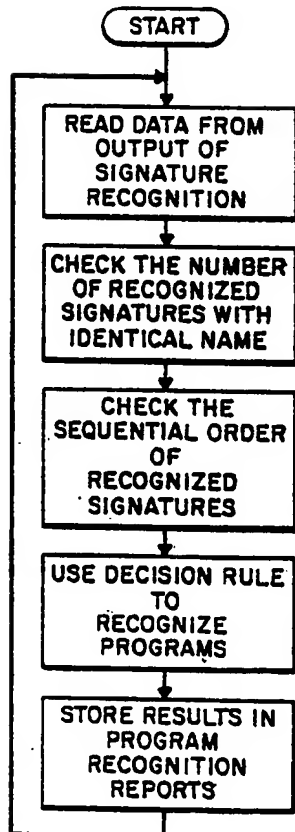 START
READ DATA FROM
OUTPUT OF
SIGNATURE
RECOGNITION
CHECK THE NUMBER
OF RECOGNIZED
SIGNATURES WITH
IDENTICAL NAME
CHECK THE
SEQUENTIAL ORDER
OF
RECOGNIZED
SIGNATURES
USE DECISION RULE
TO
RECOGNIZE
PROGRAMS
STORE RESULTS IN
PROGRAM
RECOGNITION
REPORTS